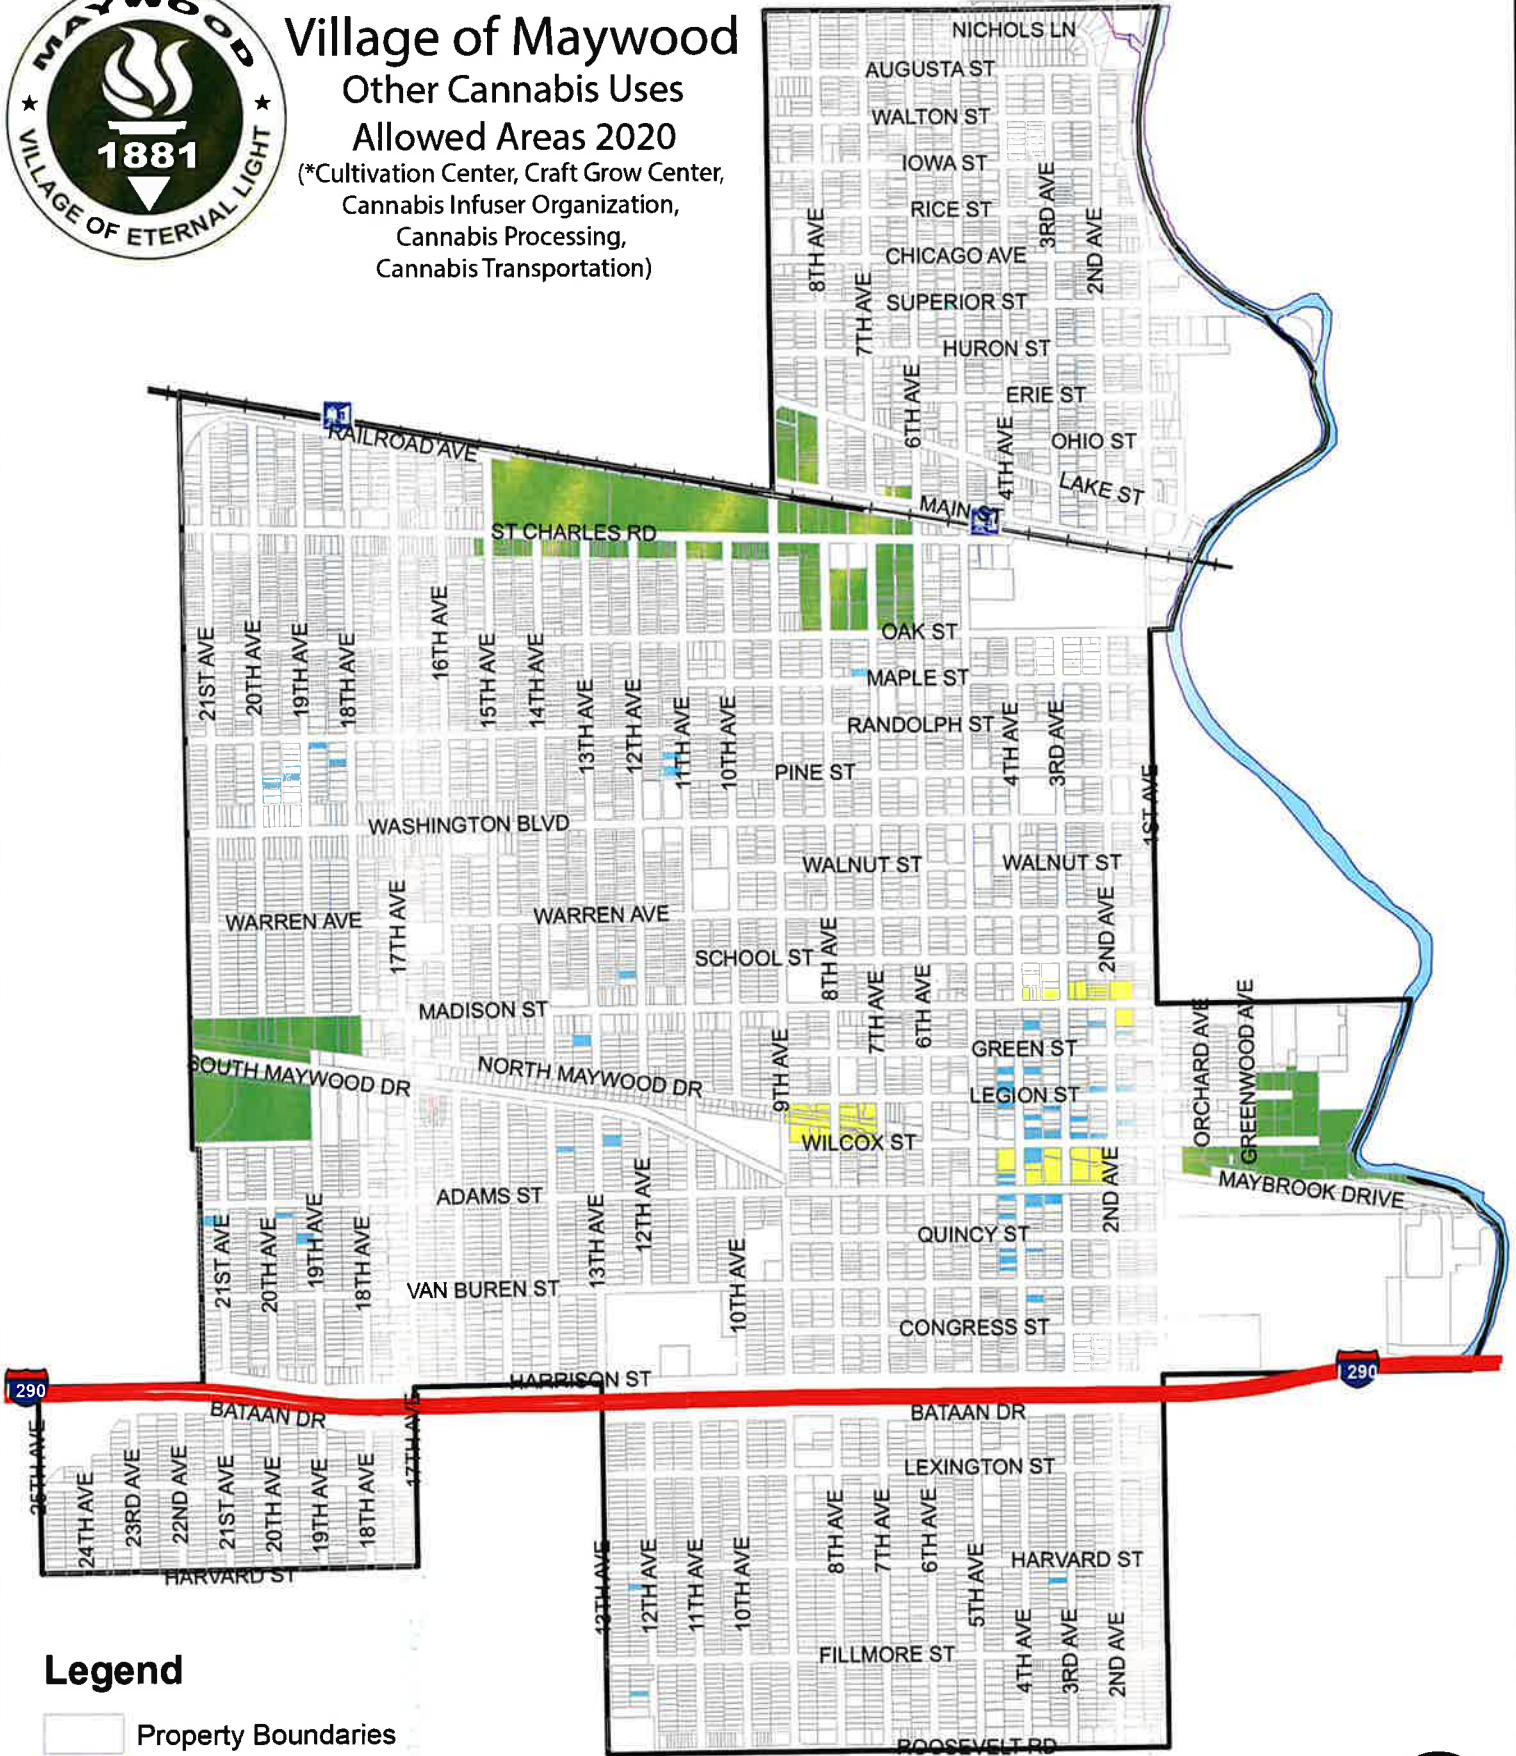 MAYWOOD
1881
VILLAGE OF ETERNAL LIGHT
Village of Maywood
Other Cannabis Uses
Allowed Areas 2020
(*Cultivation Center, Craft Grow Center,
Cannabis Infuser Organization,
Cannabis Processing,
Cannabis Transportation)
NICHOLS LN
AUGUSTA ST
WALTON ST
IOWA ST
RICE ST
3RD AVE
8TH AVE
2ND AVE
CHICAGO AVE
SUPERIOR ST
7TH AVE
HURON ST
ERIE ST
6TH AVE
4TH AVE
OHIO ST
LAKE ST
MAIN ST
RAILROAD AVE
ST CHARLES RD
OAK ST
MAPLE ST
21ST AVE
20TH AVE
19TH AVE
18TH AVE
16TH AVE
15TH AVE
14TH AVE
13TH AVE
12TH AVE
11TH AVE
10TH AVE
RANDOLPH ST
4TH AVE
3RD AVE
PINE ST
1ST AVE
WASHINGTON BLVD
WALNUT ST
WALNUT ST
WARREN AVE
17TH AVE
WARREN AVE
SCHOOL ST
8TH AVE
2ND AVE
7TH AVE
6TH AVE
MADISON ST
GREEN ST
ORCHARD AVE
GREENWOOD AVE
SOUTH MAYWOOD DR
NORTH MAYWOOD DR
9TH AVE
LEGION ST
WILCOX ST
ADAMS ST
2ND AVE
MAYBROOK DRIVE
21ST AVE
20TH AVE
19TH AVE
18TH AVE
13TH AVE
12TH AVE
10TH AVE
QUINCY ST
VAN BUREN ST
CONGRESS ST
HARRISON ST
290
290
BATAAN DR
BATAAN DR
25TH AVE
24TH AVE
23RD AVE
22ND AVE
21ST AVE
20TH AVE
19TH AVE
18TH AVE
17TH AVE
LEXINGTON ST
HARVARD ST
HARVARD ST
13TH AVE
12TH AVE
11TH AVE
10TH AVE
8TH AVE
7TH AVE
6TH AVE
5TH AVE
4TH AVE
3RD AVE
2ND AVE
FILLMORE ST
ROOSEVELT RD
Legend
Property Boundaries